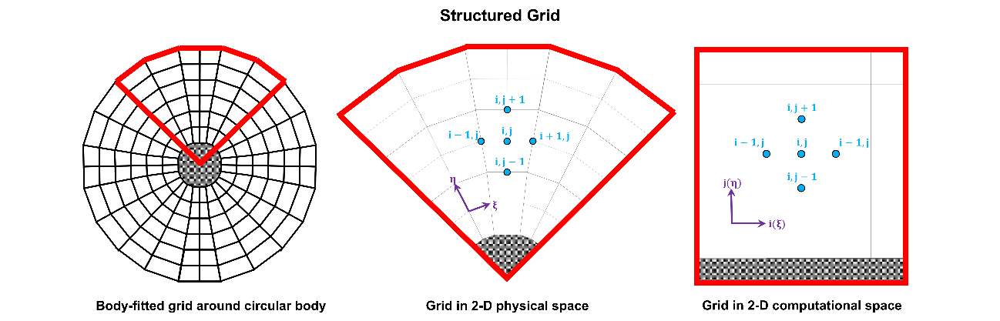 Structured Grid
i, j + 1
i − 1, j
i, j
i + 1, j
i, j − 1
η
ξ
i, j + 1
i − 1, j
i, j
i − 1, j
i, j − 1
j(η)
i(ξ)
Body-fitted grid around circular body
Grid in 2-D physical space
Grid in 2-D computational space